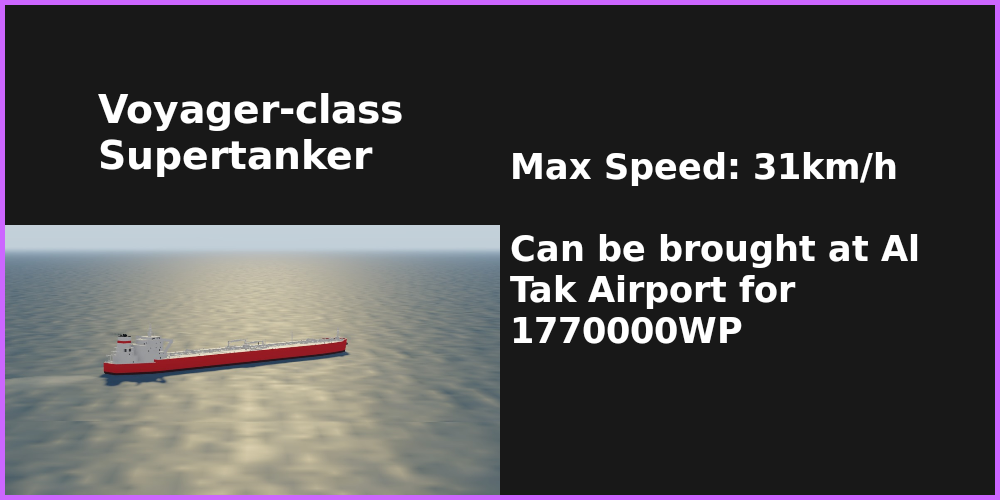 Voyager-class
Supertanker
Max Speed: 31km/h
Can be brought at Al
Tak Airport for
1770000WP